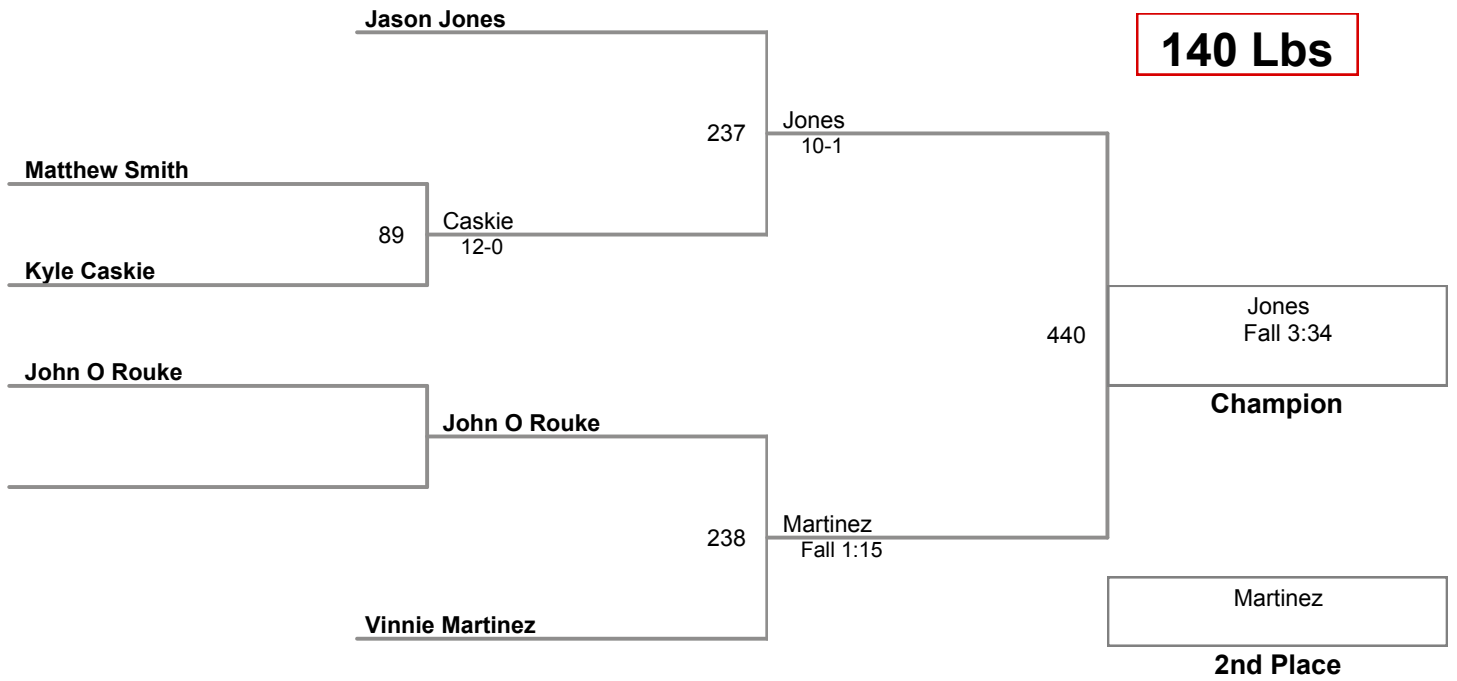 Jason Jones
140 Lbs
237
Jones
10-1
Matthew Smith
89
Caskie
12-0
Kyle Caskie
440
Jones
Fall 3:34
Champion
John O Rouke
John O Rouke
238
Martinez
Fall 1:15
Vinnie Martinez
Martinez
2nd Place